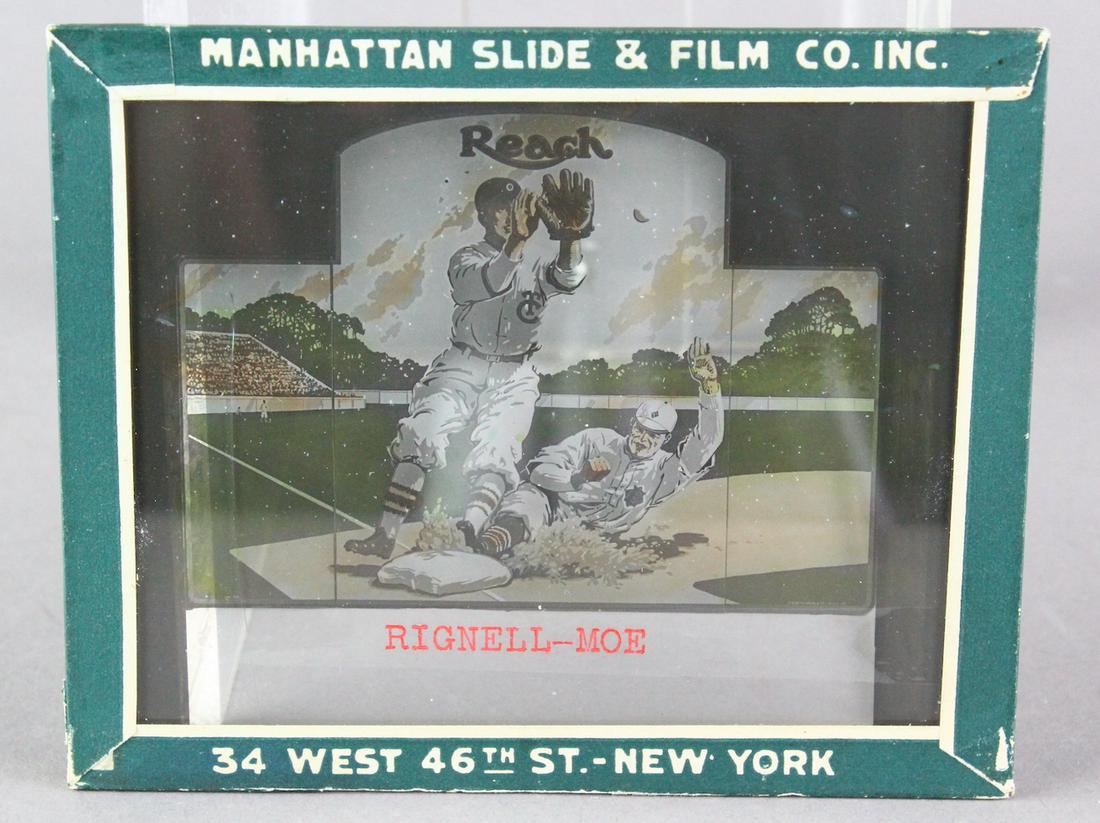 MANHATTAN SLIDE & FILM CO. INC.
Reach
RIGNELL-MOE
34 WEST 46TH ST.-NEW YORK